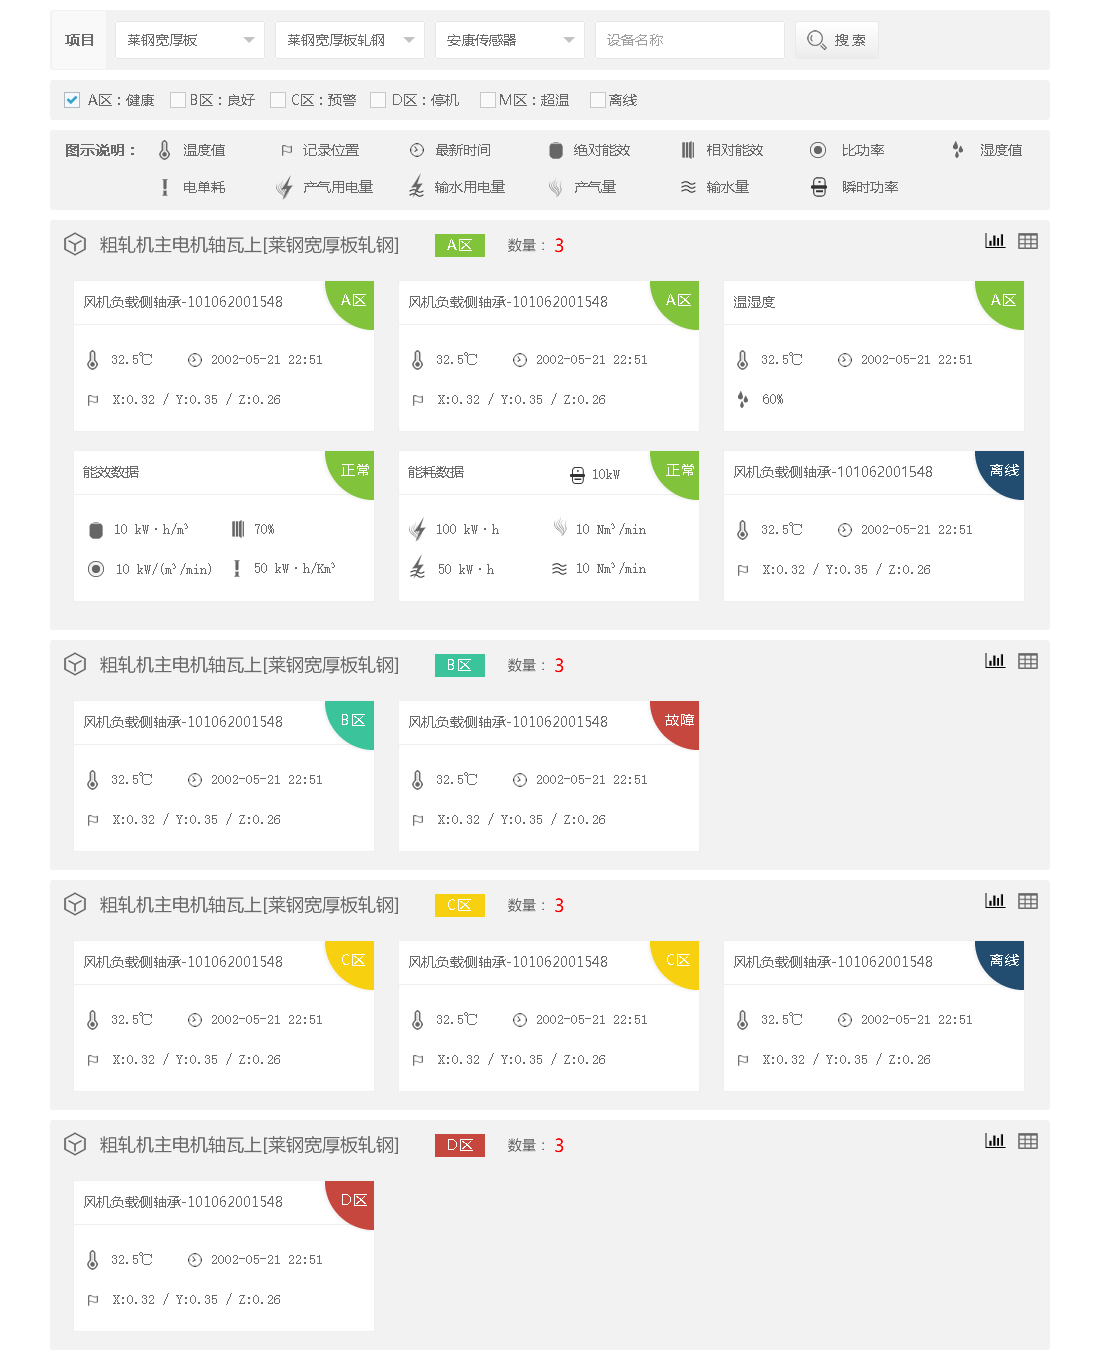 项目 莱钢宽厚板 莱钢宽厚板轧钢 安康传感器 设备名称 搜 索
A区：健康 B区：良好 C区：预警 D区：停机 M区：超温 离线
图示说明： 温度值 记录位置 最新时间 绝对能效 相对能效 比功率 湿度值
电单耗 产气用电量 输水用电量 产气量 输水量 瞬时功率
粗轧机主电机轴瓦上[莱钢宽厚板轧钢] A区 数量： 3
风机负载侧轴承-101062001548 A区 风机负载侧轴承-101062001548 A区 温湿度 A区
32.5℃ 2002-05-21 22:51 32.5℃ 2002-05-21 22:51 32.5℃ 2002-05-21 22:51
X:0.32 / Y:0.35 / Z:0.26 X:0.32 / Y:0.35 / Z:0.26 60%
能效数据 正常 能耗数据 10kW 正常 风机负载侧轴承-101062001548 离线
10 kW·h/m³ 70% 100 kW·h 10 Nm³/min 32.5℃ 2002-05-21 22:51
10 kW/(m³/min) 50 kW·h/Km³ 50 kW·h 10 Nm³/min X:0.32 / Y:0.35 / Z:0.26
粗轧机主电机轴瓦上[莱钢宽厚板轧钢] B区 数量： 3
风机负载侧轴承-101062001548 B区 风机负载侧轴承-101062001548 故障
32.5℃ 2002-05-21 22:51 32.5℃ 2002-05-21 22:51
X:0.32 / Y:0.35 / Z:0.26 X:0.32 / Y:0.35 / Z:0.26
粗轧机主电机轴瓦上[莱钢宽厚板轧钢] C区 数量： 3
风机负载侧轴承-101062001548 C区 风机负载侧轴承-101062001548 C区 风机负载侧轴承-101062001548 离线
32.5℃ 2002-05-21 22:51 32.5℃ 2002-05-21 22:51 32.5℃ 2002-05-21 22:51
X:0.32 / Y:0.35 / Z:0.26 X:0.32 / Y:0.35 / Z:0.26 X:0.32 / Y:0.35 / Z:0.26
粗轧机主电机轴瓦上[莱钢宽厚板轧钢] D区 数量： 3
风机负载侧轴承-101062001548 D区
32.5℃ 2002-05-21 22:51
X:0.32 / Y:0.35 / Z:0.26